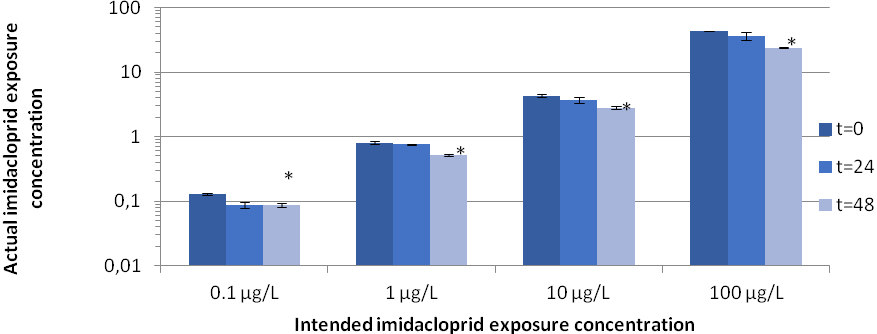 Actual imidacloprid exposure
concentration
100
10
1
0,1
0,01
*
*
*
*
t=0
t=24
t=48
0.1 µg/L
1 µg/L
10 µg/L
100 µg/L
Intended imidacloprid exposure concentration